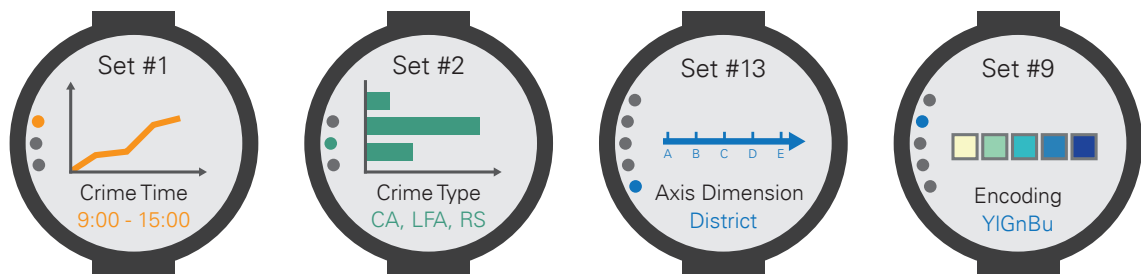 Set #1
Crime Time
9:00 - 15:00
Set #2
Crime Type
CA, LFA, RS
Set #13
A B C D E
Axis Dimension
District
Set #9
Encoding
YlGnBu